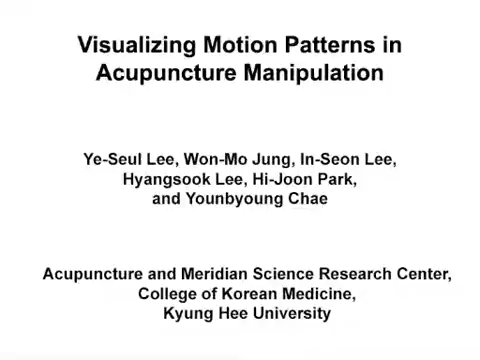 Visualizing Motion Patterns in
Acupuncture Manipulation
Ye-Seul Lee, Won-Mo Jung, In-Seon Lee,
Hyangsook Lee, Hi-Joon Park,
and Younbyoung Chae
Acupuncture and Meridian Science Research Center,
College of Korean Medicine,
Kyung Hee University